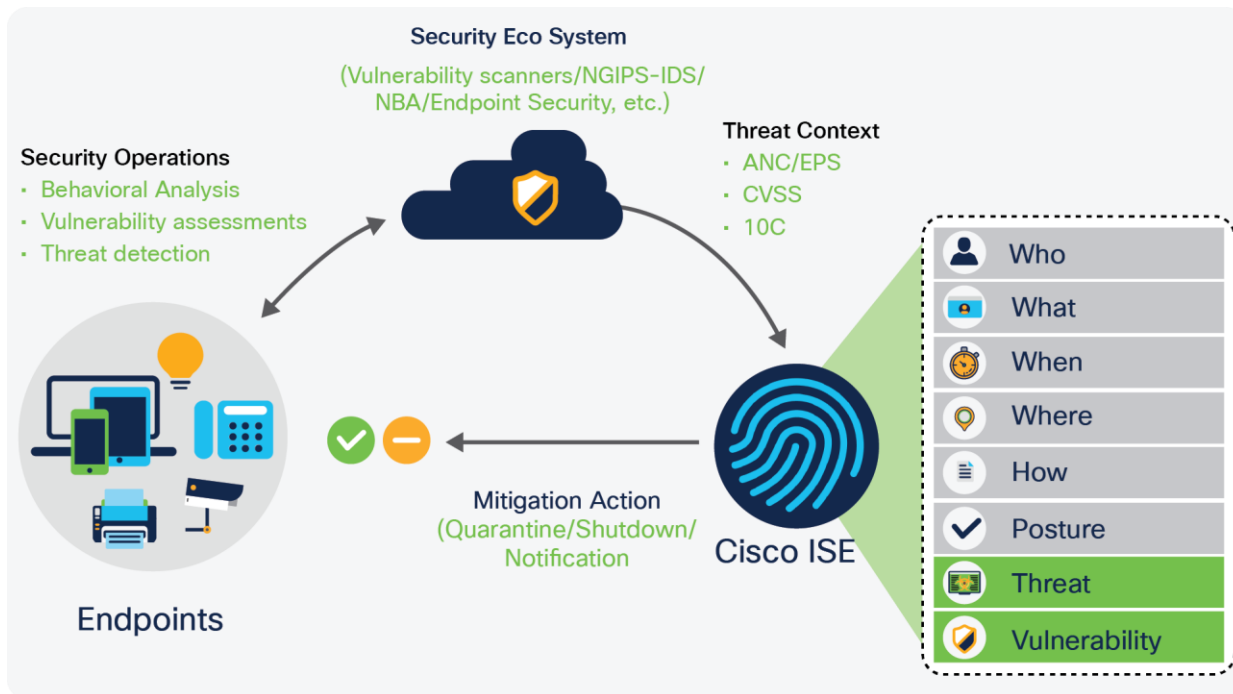 Security Eco System
(Vulnerability scanners/NGIPS-IDS/
NBA/Endpoint Security, etc.)
Security Operations
· Behavioral Analysis
· Vulnerability assessments
· Threat detection
Threat Context
· ANC/EPS
· CVSS
· 10C
Who
What
When
Where
How
Posture
Threat
Vulnerability
Mitigation Action
(Quarantine/Shutdown/
Notification
Cisco ISE
Endpoints